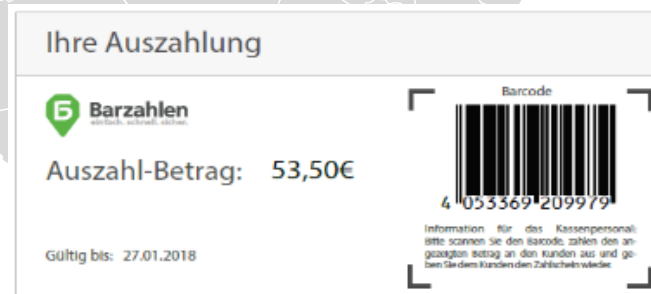 Ihre Auszahlung
Barzahlen
einfach. schnell. sicher.
Auszahl-Betrag: 53,50€
Gültig bis: 27.01.2018
Barcode
4 053369 209979
Information für das Kassenpersonal:
Bitte scannen Sie den Barcode, zahlen den an-
gezeigten Betrag an den Kunden aus und ge-
ben Sie dem Kunden den Zahlschein wieder.